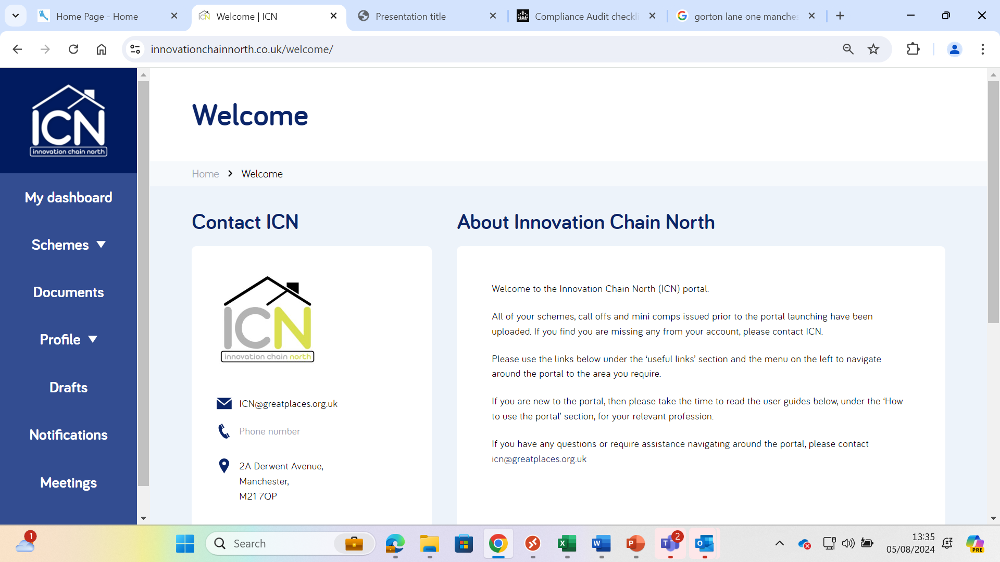 Home Page - Home
Welcome | ICN
Presentation title
Compliance Audit checkli
gorton lane one manches
innovationchainnorth.co.uk/welcome/
ICN
innovation chain north
My dashboard
Schemes
Documents
Profile
Drafts
Notifications
Meetings
Welcome
Home > Welcome
Contact ICN
ICN
innovation chain north
ICN@greatplaces.org.uk
Phone number
2A Derwent Avenue,
Manchester,
M21 7QP
About Innovation Chain North
Welcome to the Innovation Chain North (ICN) portal.
All of your schemes, call offs and mini comps issued prior to the portal launching have been
uploaded. If you find you are missing any from your account, please contact ICN.
Please use the links below under the ‘useful links’ section and the menu on the left to navigate
around the portal to the area you require.
If you are new to the portal, then please take the time to read the user guides below, under the ‘How
to use the portal’ section, for your relevant profession.
If you have any questions or require assistance navigating around the portal, please contact
icn@greatplaces.org.uk
1
Search
X
W
P
T
2
O
13:35
05/08/2024
PRE